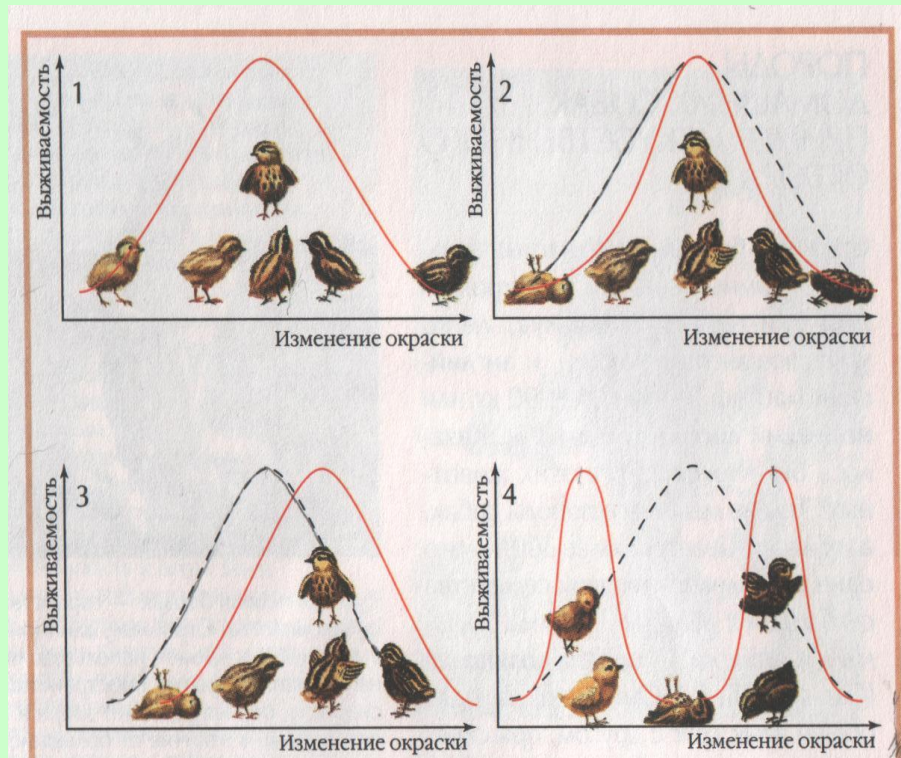 1
Выживаемость
Изменение окраски
2
Выживаемость
Изменение окраски
3
Выживаемость
Изменение окраски
4
Выживаемость
Изменение окраски